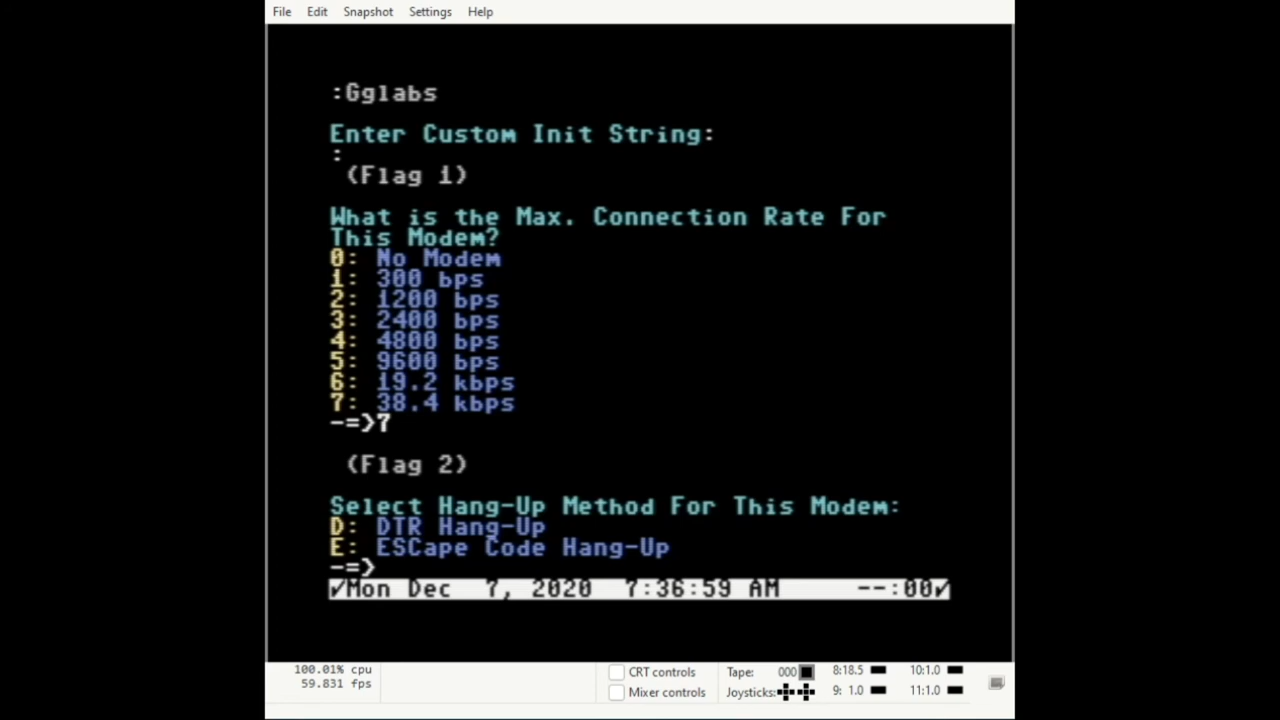 File Edit Snapshot Settings Help
:Gglabs
Enter Custom Init String:
:
(Flag 1)
What is the Max. Connection Rate For
This Modem?
0: No Modem
1: 300 bps
2: 1200 bps
3: 2400 bps
4: 4800 bps
5: 9600 bps
6: 19.2 kbps
7: 38.4 kbps
-=>7
(Flag 2)
Select Hang-Up Method For This Modem:
D: DTR Hang-Up
E: ESCape Code Hang-Up
-=>
✓Mon Dec 7, 2020 7:36:59 AM --:00✓
100.01% cpu CRT controls Tape: 000 8:18.5 10:1.0
59.831 fps Mixer controls Joysticks: 9: 1.0 11:1.0